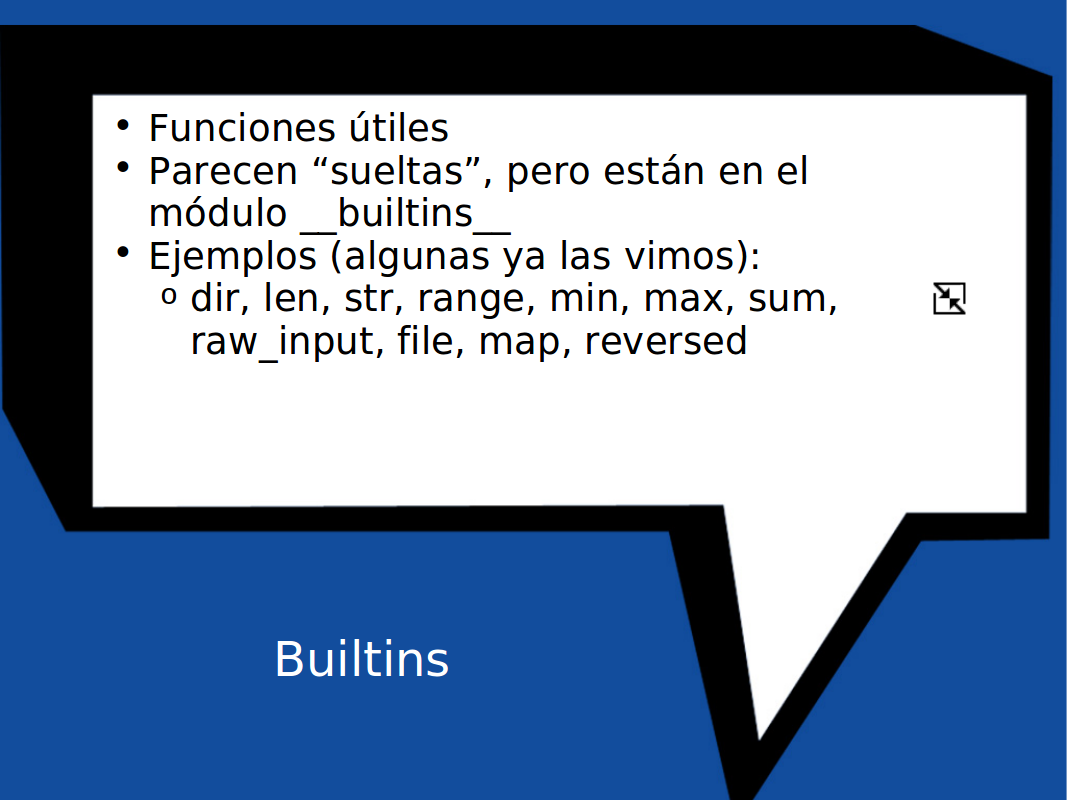 • Funciones útiles
• Parecen “sueltas”, pero están en el
módulo __builtins__
• Ejemplos (algunas ya las vimos):
o dir, len, str, range, min, max, sum,
raw_input, file, map, reversed
Builtins